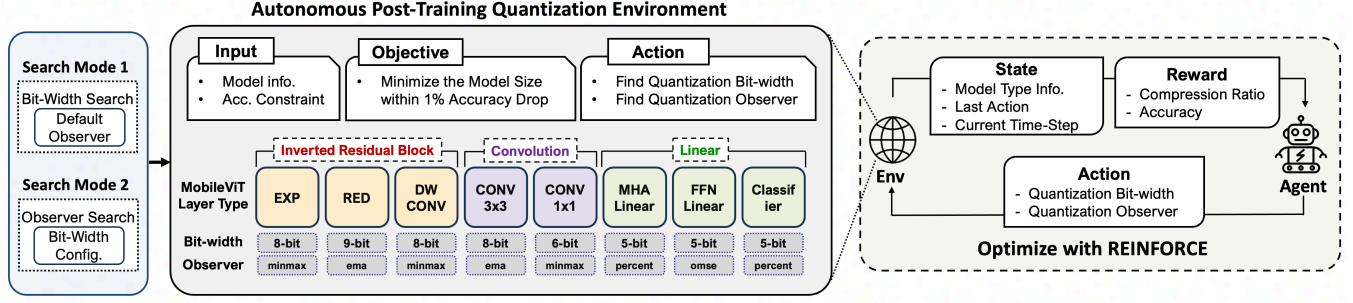 Autonomous Post-Training Quantization Environment
Search Mode 1
Bit-Width Search
Default
Observer
Search Mode 2
Observer Search
Bit-Width
Config.
Input
• Model info.
• Acc. Constraint
Objective
• Minimize the Model Size
within 1% Accuracy Drop
Action
• Find Quantization Bit-width
• Find Quantization Observer
Inverted Residual Block
Convolution
Linear
MobileViT
Layer Type
EXP
RED
DW
CONV
CONV
3x3
CONV
1x1
MHA
Linear
FFN
Linear
Classif
ier
Bit-width
8-bit
9-bit
8-bit
8-bit
6-bit
5-bit
5-bit
5-bit
Observer
minmax
ema
minmax
ema
minmax
percent
omse
percent
State
- Model Type Info.
- Last Action
- Current Time-Step
Reward
- Compression Ratio
- Accuracy
Env
Agent
Action
- Quantization Bit-width
- Quantization Observer
Optimize with REINFORCE